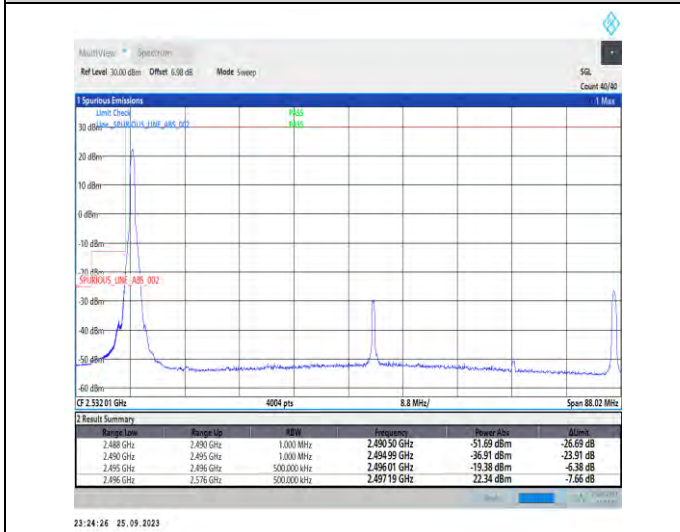 MultiView Spectrum
Ref Level 30.00 dBm Offset 6.98 dB Mode Sweep SGL
Count 40/40
1 Spurious Emissions 1 Max
Limit Check PASS
30 dBm Line _SPURIOUS_LINE_ABS_002 PASS
20 dBm
10 dBm
0 dBm
-10 dBm
-20 dBm
SPURIOUS_LINE_ABS_002
-30 dBm
-40 dBm
-50 dBm
-60 dBm
CF 2.532 01 GHz 4004 pts 8.8 MHz/ Span 88.02 MHz
2 Result Summary
Range Low Range Up RBW Frequency Power Abs ΔLimit
2.488 GHz 2.490 GHz 1.000 MHz 2.490 50 MHz -51.69 dBm -26.69 dB
2.490 GHz 2.495 GHz 1.000 MHz 2.494 99 MHz -36.91 dBm -23.91 dB
2.495 GHz 2.496 GHz 500.000 kHz 2.496 01 MHz -19.38 dBm -6.38 dB
2.496 GHz 2.576 GHz 500.000 kHz 2.497 19 MHz 22.34 dBm -7.66 dB
23:24:26 25.09.2023